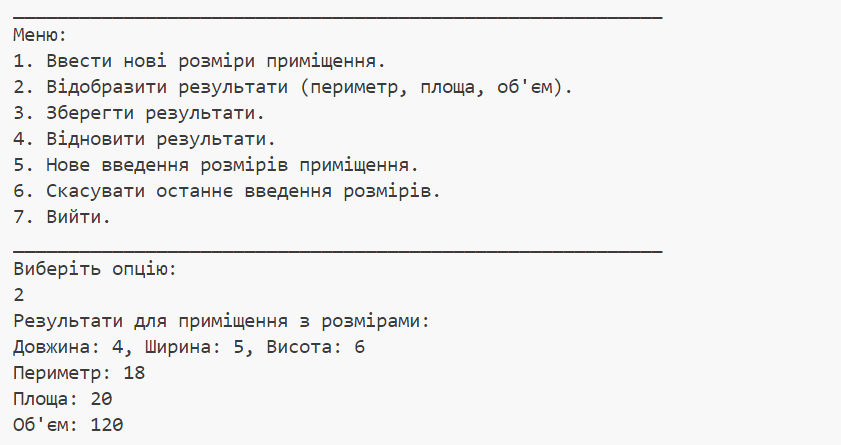 Меню:
1. Ввести нові розміри приміщення.
2. Відобразити результати (периметр, площа, об'єм).
3. Зберегти результати.
4. Відновити результати.
5. Нове введення розмірів приміщення.
6. Скасувати останнє введення розмірів.
7. Вийти.
Виберіть опцію:
2
Результати для приміщення з розмірами:
Довжина: 4, Ширина: 5, Висота: 6
Периметр: 18
Площа: 20
Об'єм: 120